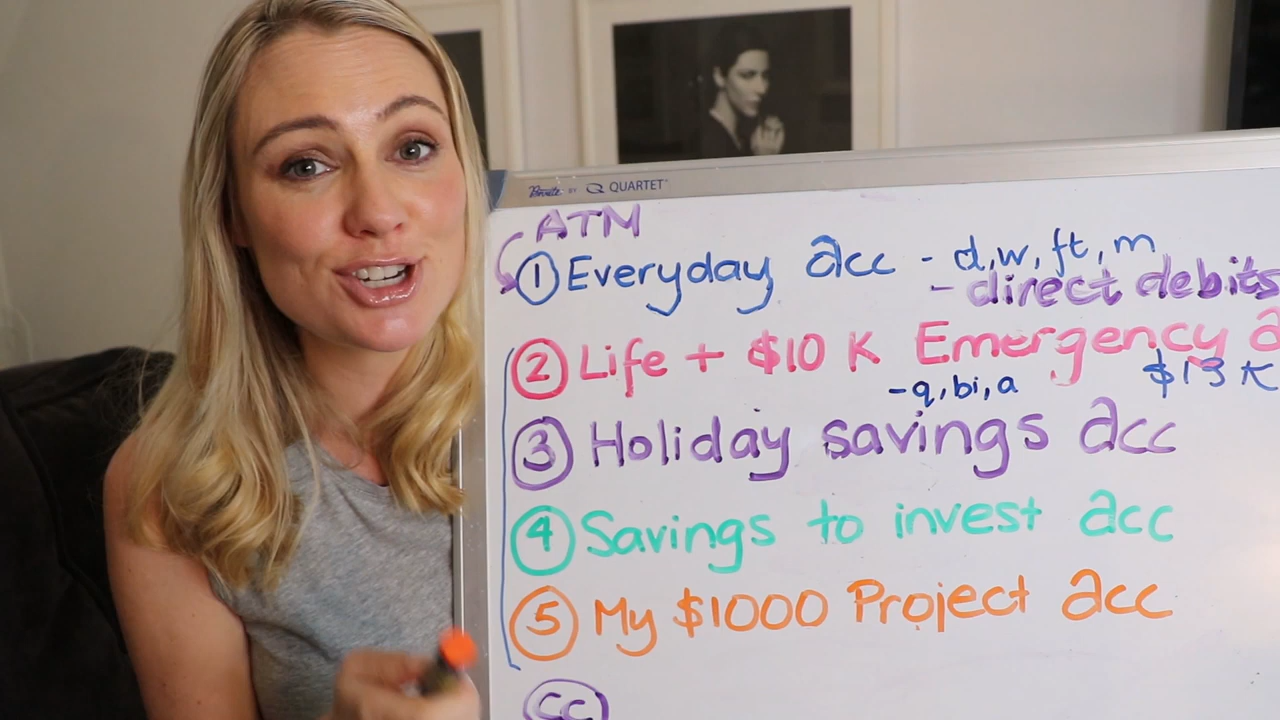 Boone BY QUARTET
ATM
1 Everyday acc - d,w,ft,m
- direct debits
2 Life + $10 K Emergency a
-q,bi,a $13 K
3 Holiday savings acc
4 Savings to invest acc
5 My $1000 Project acc
CC